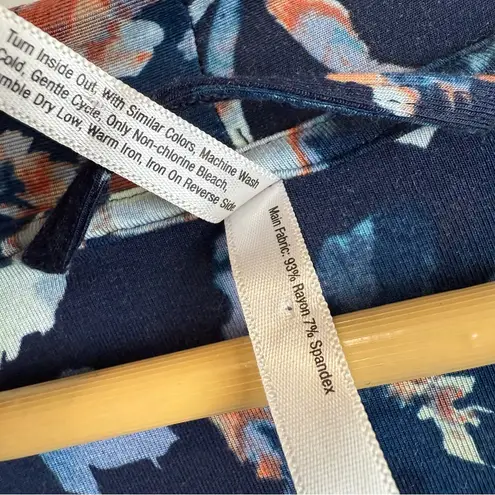 Turn Inside Out, with Similar Colors, Machine Wash
Cold, Gentle Cycle, Only Non-chlorine Bleach,
Tumble Dry Low, Warm Iron, Iron On Reverse Side
Main Fabric: 93% Rayon 7% Spandex